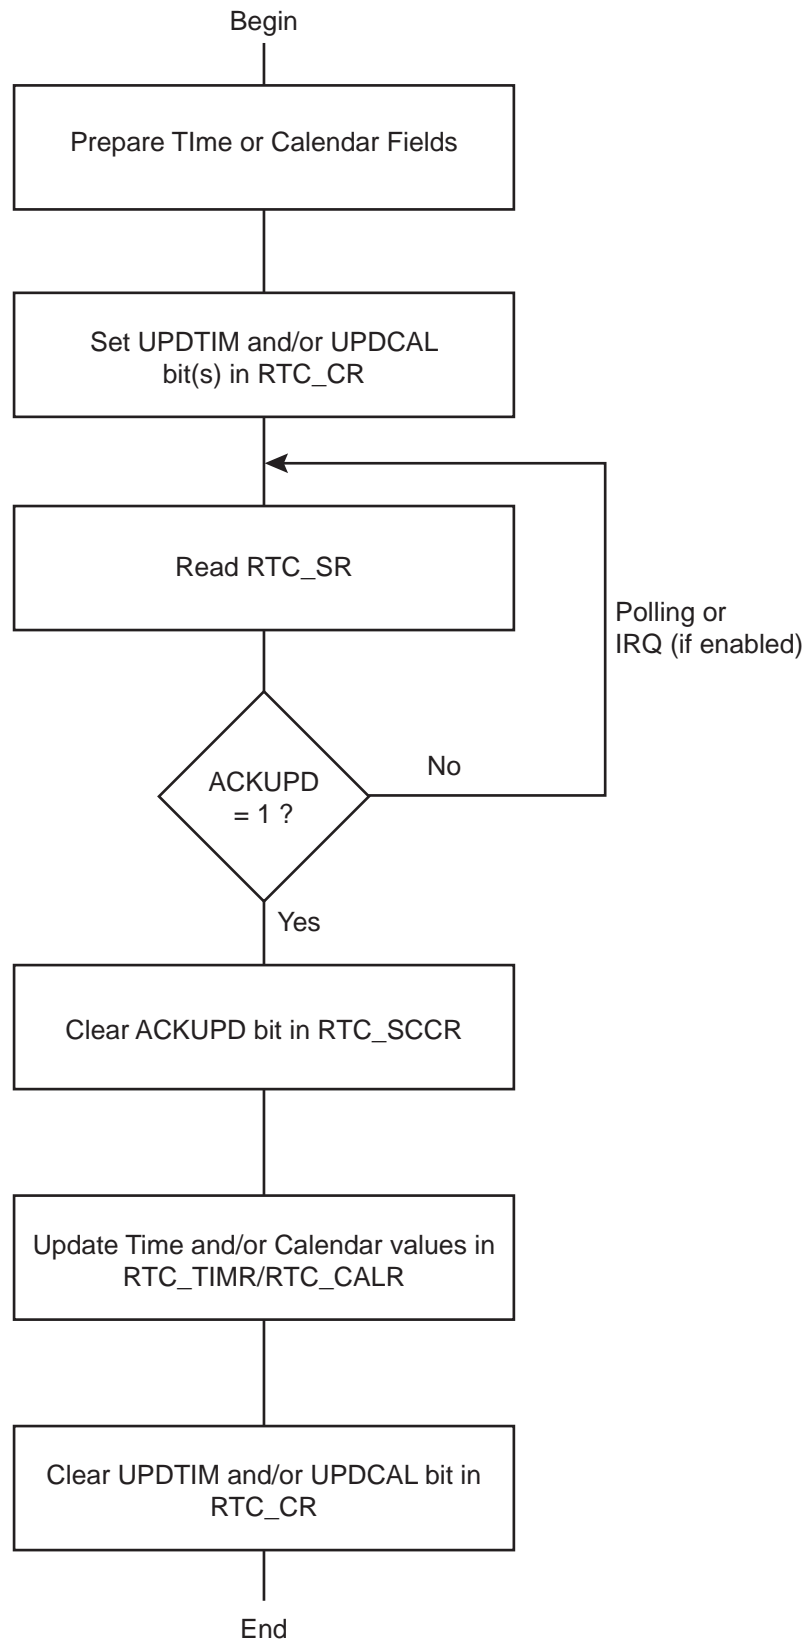 Begin
Prepare TIme or Calendar Fields
Set UPDTIM and/or UPDCAL
bit(s) in RTC_CR
Read RTC_SR
Polling or
IRQ (if enabled)
ACKUPD
= 1 ?
No
Yes
Clear ACKUPD bit in RTC_SCCR
Update Time and/or Calendar values in
RTC_TIMR/RTC_CALR
Clear UPDTIM and/or UPDCAL bit in
RTC_CR
End